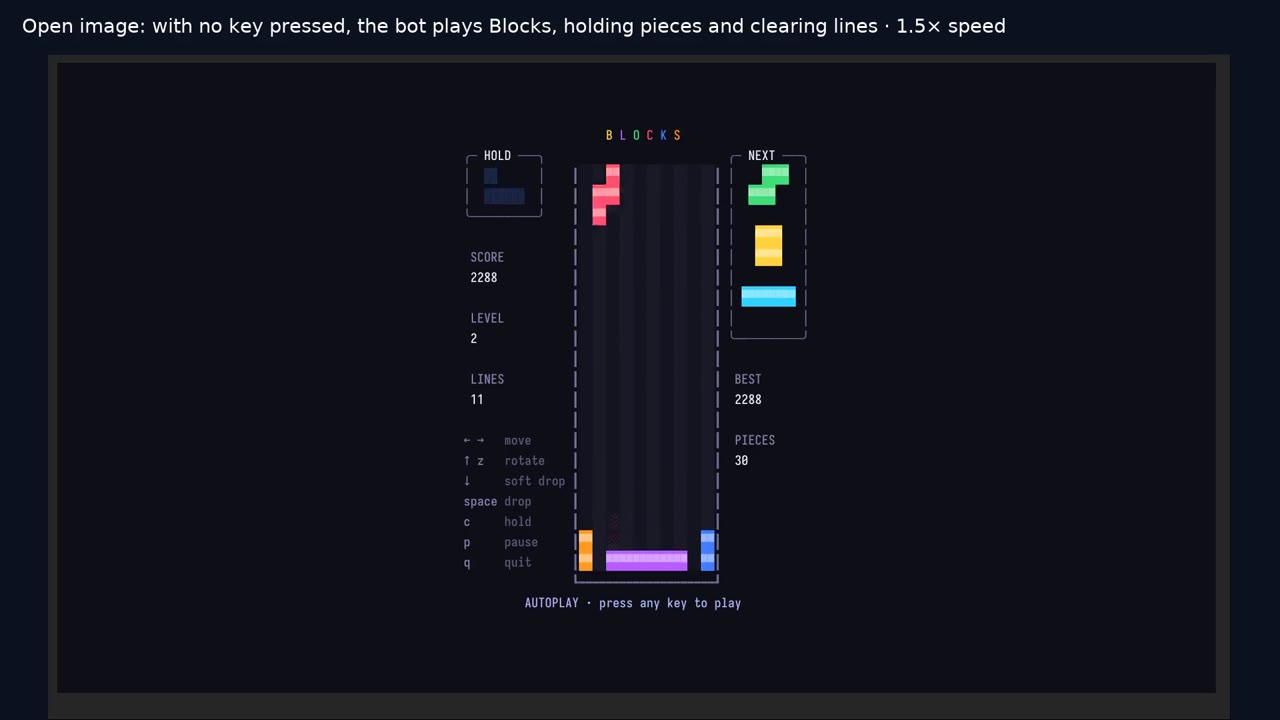 Open image: with no key pressed, the bot plays Blocks, holding pieces and clearing lines · 1.5× speed
BLOCKS
HOLD
NEXT
SCORE
2288
LEVEL
2
LINES
11
BEST
2288
PIECES
30
← → move
↑ z rotate
↓ soft drop
space drop
c hold
p pause
q quit
AUTOPLAY · press any key to play